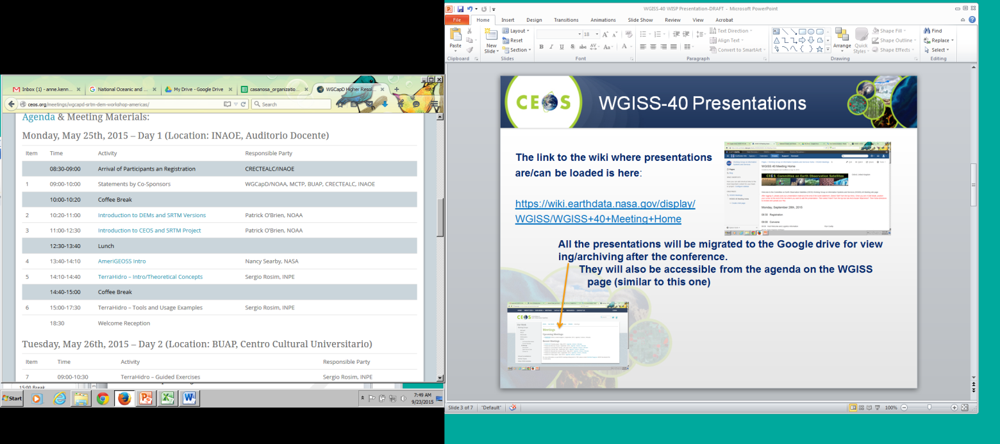 Inbox (1) - anne.kenn...
National Oceanic and ...
My Drive - Google Drive
casanosa_organizatio...
WGCapD Higher Resol...
ceos.org/meetings/wgcapd-srtm-dem-workshop-americas/
Search
Agenda & Meeting Materials:
Monday, May 25th, 2015 – Day 1 (Location: INAOE, Auditorio Docente)
Item Time Activity Responsible Party
08:30-09:00 Arrival of Participants an Registration CRECTEALC/INAOE
1 09:00-10:00 Statements by Co-Sponsors WGCapD/NOAA, MCTP, BUAP, CRECTEALC, INAOE
10:00-10:20 Coffee Break
2 10:20-11:00 Introduction to DEMs and SRTM Versions Patrick O'Brien, NOAA
3 11:00-12:30 Introduction to CEOS and SRTM Project Patrick O'Brien, NOAA
12:30-13:40 Lunch
4 13:40-14:10 AmeriGEOSS Intro Nancy Searby, NASA
5 14:10-14:40 TerraHidro – Intro/Theoretical Concepts Sergio Rosim, INPE
14:40-15:00 Coffee Break
6 15:00-17:30 TerraHidro – Tools and Usage Examples Sergio Rosim, INPE
18:30 Welcome Reception
Tuesday, May 26th, 2015 – Day 2 (Location: BUAP, Centro Cultural Universitario)
Item Time Activity Responsible Party
7 09:00-10:30 TerraHidro – Guided Exercises Sergio Rosim, INPE
15:00 Break
Start
7:49 AM
9/23/2015
WGISS-40 WISP Presentation-DRAFT - Microsoft PowerPoint
File Home Insert Design Transitions Animations Slide Show Review View Acrobat
Paste
New
Slide
Layout
Reset
Section
18
B I U S abc AV Aa A
Text Direction
Align Text
Convert to SmartArt
Arrange
Quick
Styles
Shape Fill
Shape Outline
Shape Effects
Find
Replace
Select
Clipboard Slides Font Paragraph Drawing Editing
CEOS
WGISS-40 Presentations
The link to the wiki where presentations
are/can be loaded is here:
https://wiki.earthdata.nasa.gov/display/
WGISS/WGISS+40+Meeting+Home
WGISS-40 Meeting Home
Monday, September 28th, 2015
All the presentations will be migrated to the Google drive for view
ing/archiving after the conference.
They will also be accessible from the agenda on the WGISS
page (similar to this one)
CEOS
Meetings
Upcoming Meetings
Slide 3 of 7 "Default" 100%